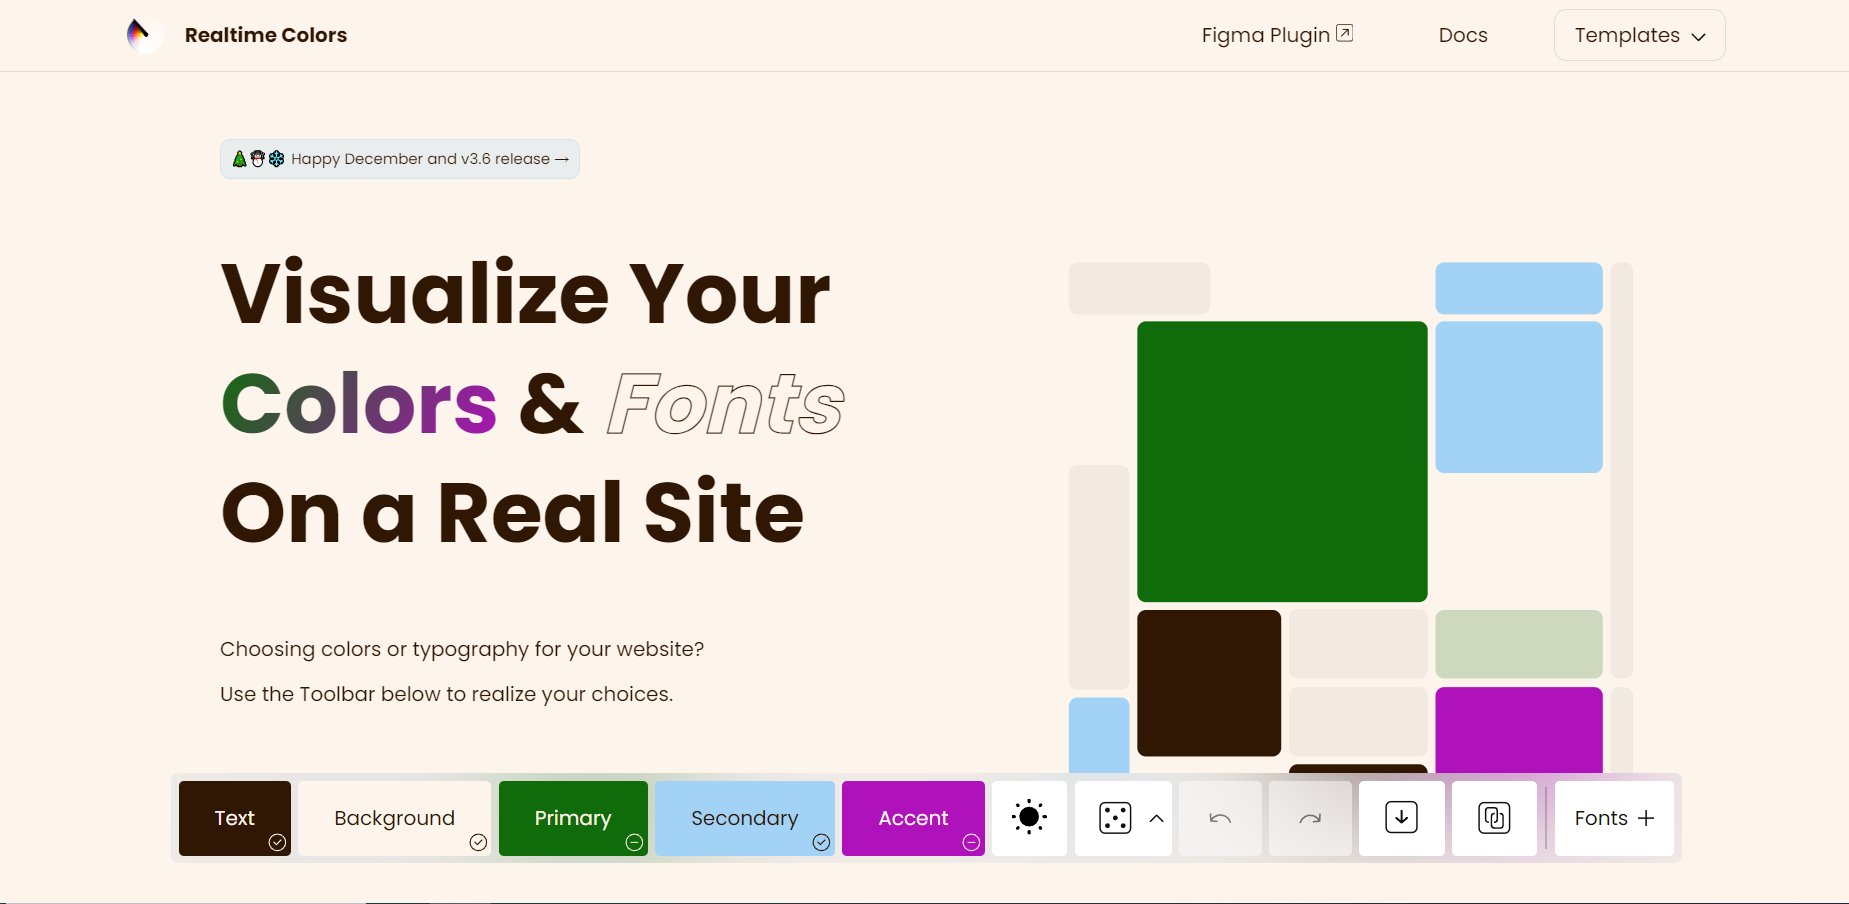 Realtime Colors
Figma Plugin
Docs
Templates
Happy December and v3.6 release →
Visualize Your
Colors & Fonts
On a Real Site
Choosing colors or typography for your website?
Use the Toolbar below to realize your choices.
Text
Background
Primary
Secondary
Accent
Fonts